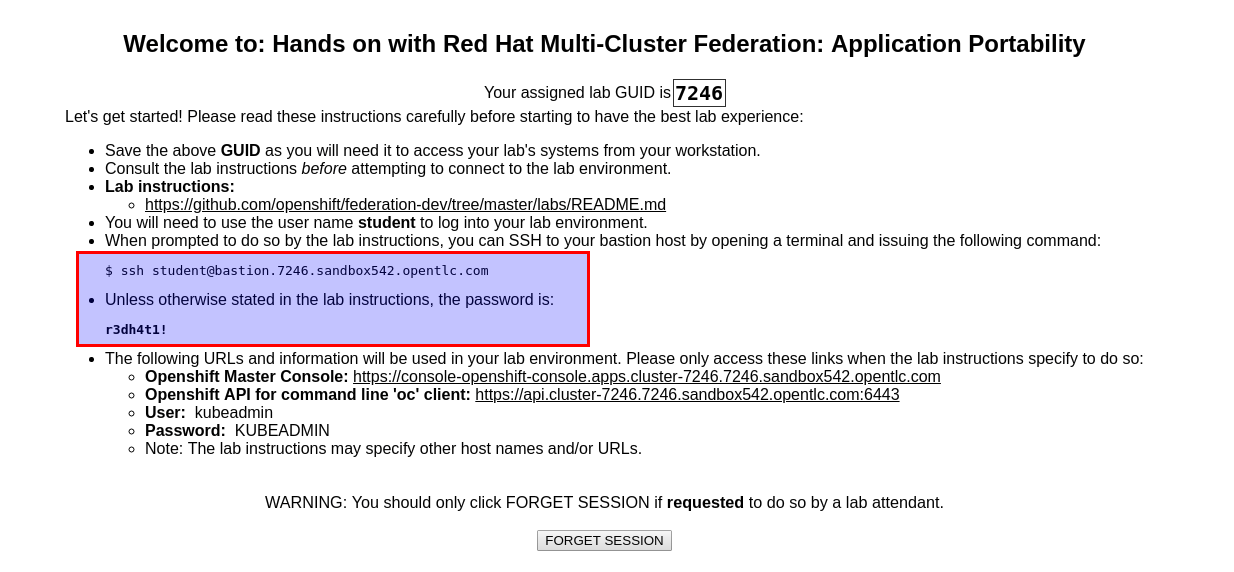 Welcome to: Hands on with Red Hat Multi-Cluster Federation: Application Portability
Your assigned lab GUID is 7246
Let's get started! Please read these instructions carefully before starting to have the best lab experience:
Save the above GUID as you will need it to access your lab's systems from your workstation.
Consult the lab instructions before attempting to connect to the lab environment.
Lab instructions:
https://github.com/openshift/federation-dev/tree/master/labs/README.md
You will need to use the user name student to log into your lab environment.
When prompted to do so by the lab instructions, you can SSH to your bastion host by opening a terminal and issuing the following command:
$ ssh student@bastion.7246.sandbox542.opentlc.com
Unless otherwise stated in the lab instructions, the password is:
r3dh4t1!
The following URLs and information will be used in your lab environment. Please only access these links when the lab instructions specify to do so:
Openshift Master Console: https://console-openshift-console.apps.cluster-7246.7246.sandbox542.opentlc.com
Openshift API for command line 'oc' client: https://api.cluster-7246.7246.sandbox542.opentlc.com:6443
User: kubeadmin
Password: KUBEADMIN
Note: The lab instructions may specify other host names and/or URLs.
WARNING: You should only click FORGET SESSION if requested to do so by a lab attendant.
FORGET SESSION